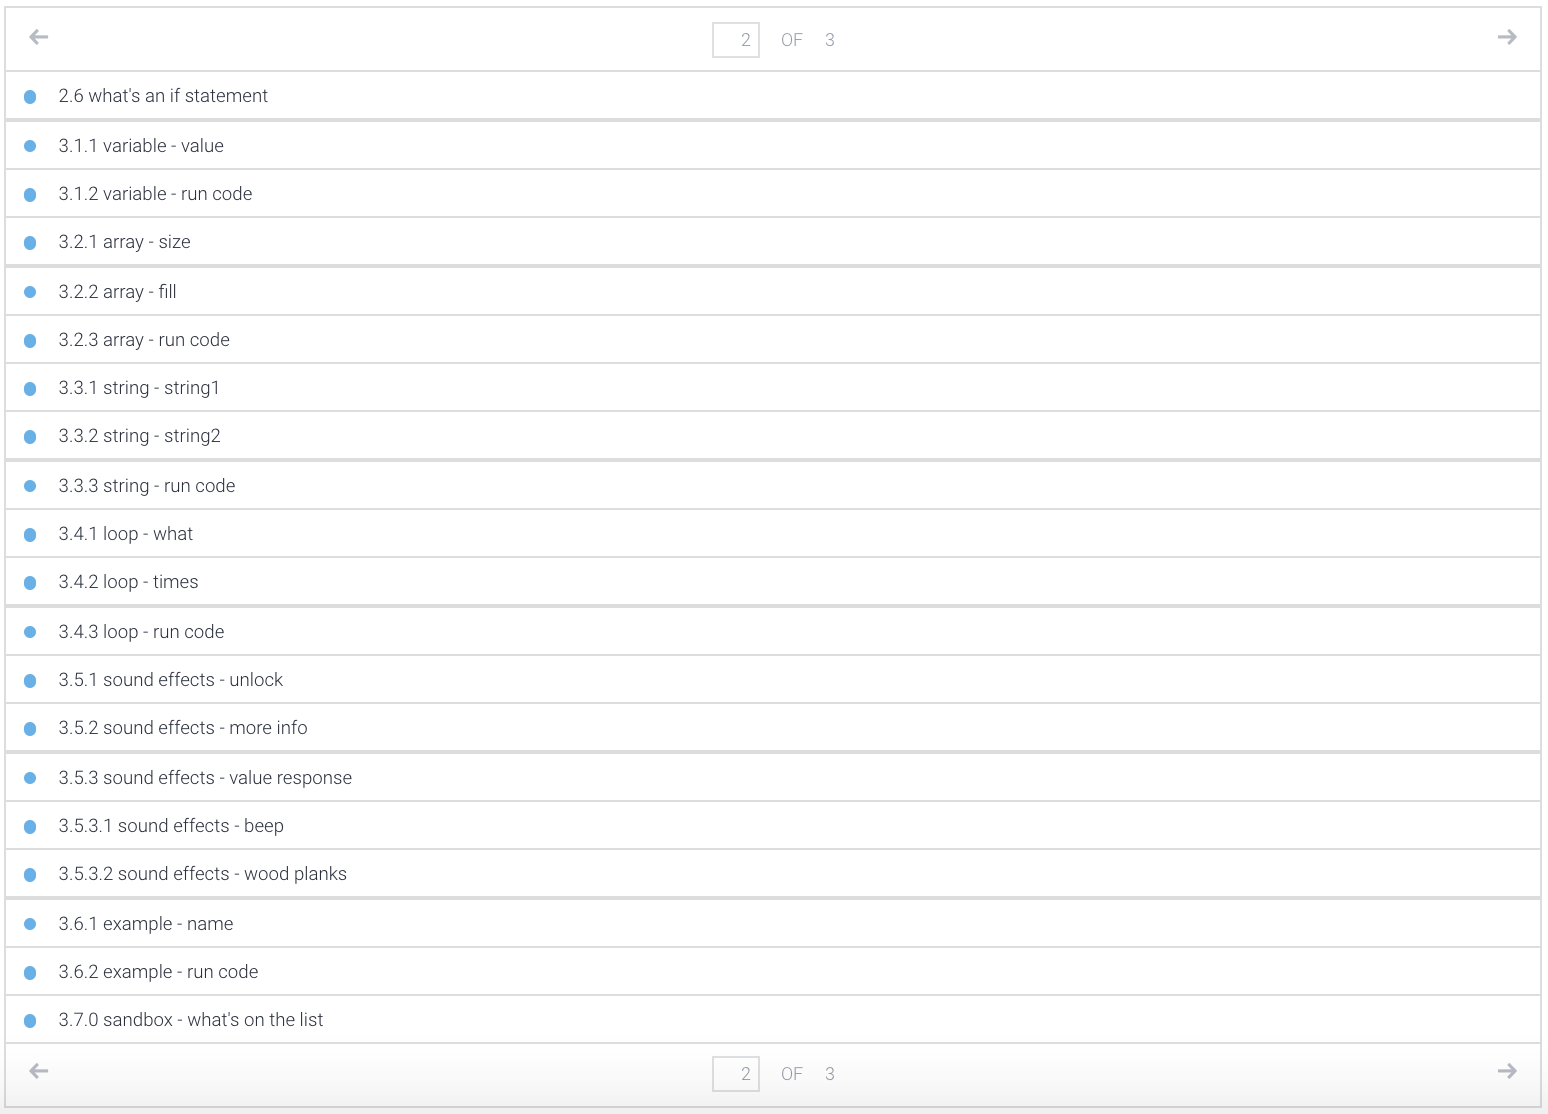 2 OF 3
2.6 what's an if statement
3.1.1 variable - value
3.1.2 variable - run code
3.2.1 array - size
3.2.2 array - fill
3.2.3 array - run code
3.3.1 string - string1
3.3.2 string - string2
3.3.3 string - run code
3.4.1 loop - what
3.4.2 loop - times
3.4.3 loop - run code
3.5.1 sound effects - unlock
3.5.2 sound effects - more info
3.5.3 sound effects - value response
3.5.3.1 sound effects - beep
3.5.3.2 sound effects - wood planks
3.6.1 example - name
3.6.2 example - run code
3.7.0 sandbox - what's on the list
2 OF 3